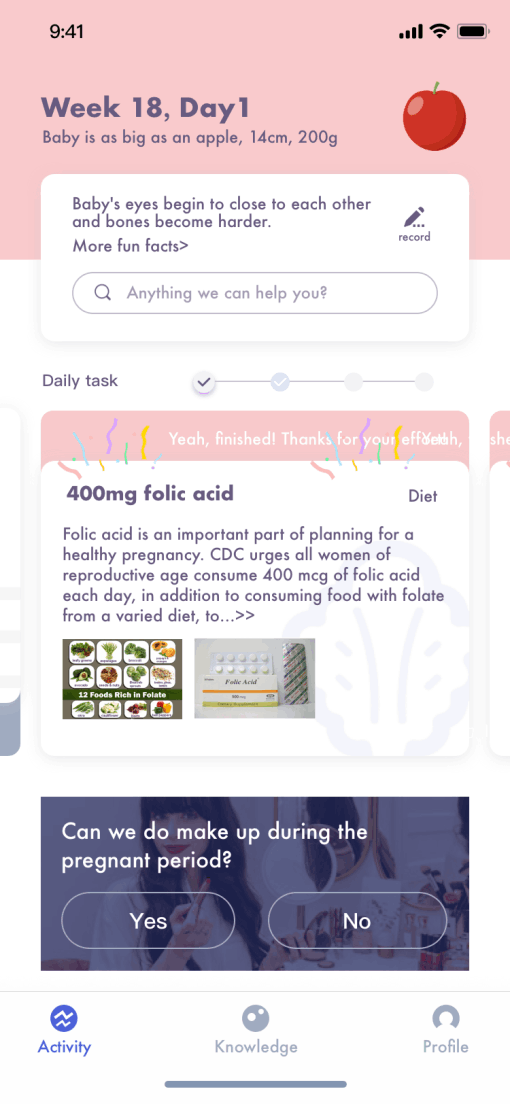 9:41
Week 18, Day1
Baby is as big as an apple, 14cm, 200g
Baby's eyes begin to close to each other
and bones become harder.
More fun facts>
record
Anything we can help you?
Daily task
Yeah, finished! Thanks for your efforts!
400mg folic acid
Diet
Folic acid is an important part of planning for a
healthy pregnancy. CDC urges all women of
reproductive age consume 400 mcg of folic acid
each day, in addition to consuming food with folate
from a varied diet, to...>>
12 Foods Rich in Folate
Folic Acid
Can we do make up during the
pregnant period?
Yes
No
Activity
Knowledge
Profile